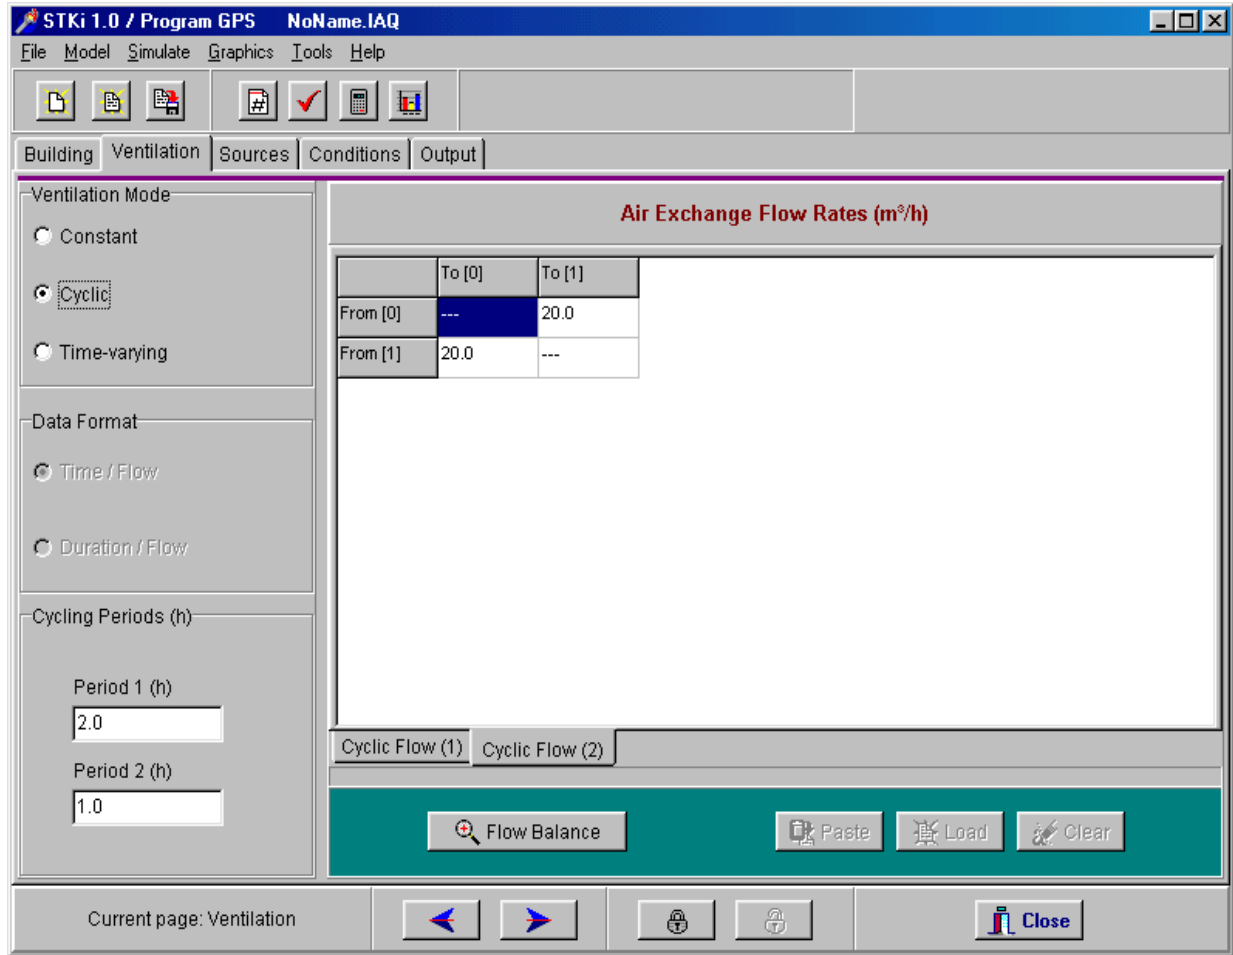 STKi 1.0 / Program GPS NoName.IAQ
File Model Simulate Graphics Tools Help
Building Ventilation Sources Conditions Output
Ventilation Mode
Constant
Cyclic
Time-varying
Data Format
Time / Flow
Duration / Flow
Cycling Periods (h)
Period 1 (h)
2.0
Period 2 (h)
1.0
Air Exchange Flow Rates (m³/h)
To [0] To [1]
From [0] --- 20.0
From [1] 20.0 ---
Cyclic Flow (1) Cyclic Flow (2)
Flow Balance Paste Load Clear
Current page: Ventilation Close